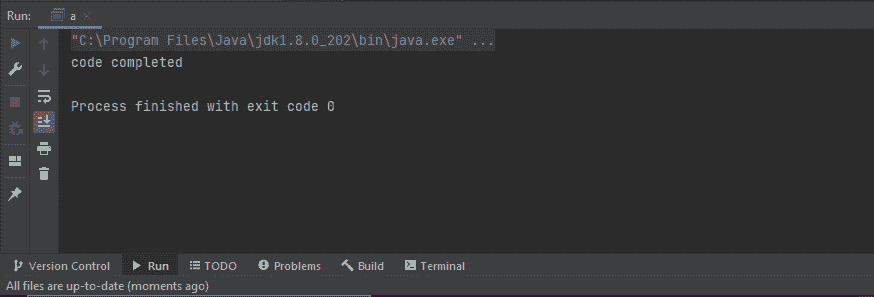 Run: a
"C:\Program Files\Java\jdk1.8.0_202\bin\java.exe" ...
code completed
Process finished with exit code 0
Version Control Run TODO Problems Build Terminal
All files are up-to-date (moments ago)